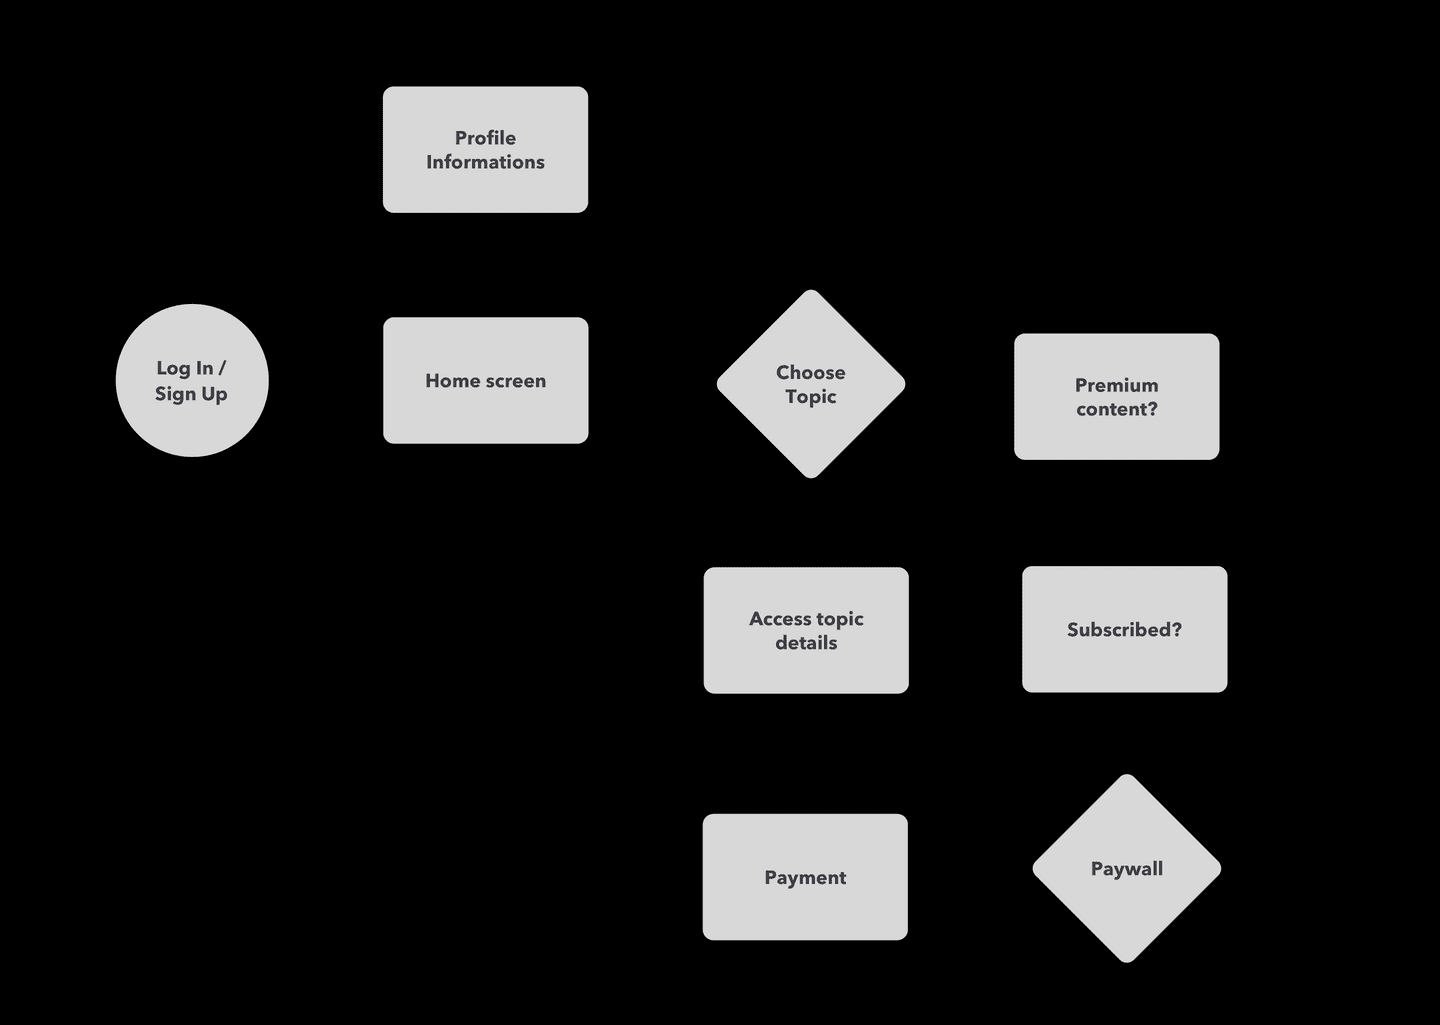 Profile
Informations
Log In /
Sign Up
Home screen
Choose
Topic
Premium
content?
Access topic
details
Subscribed?
Payment
Paywall